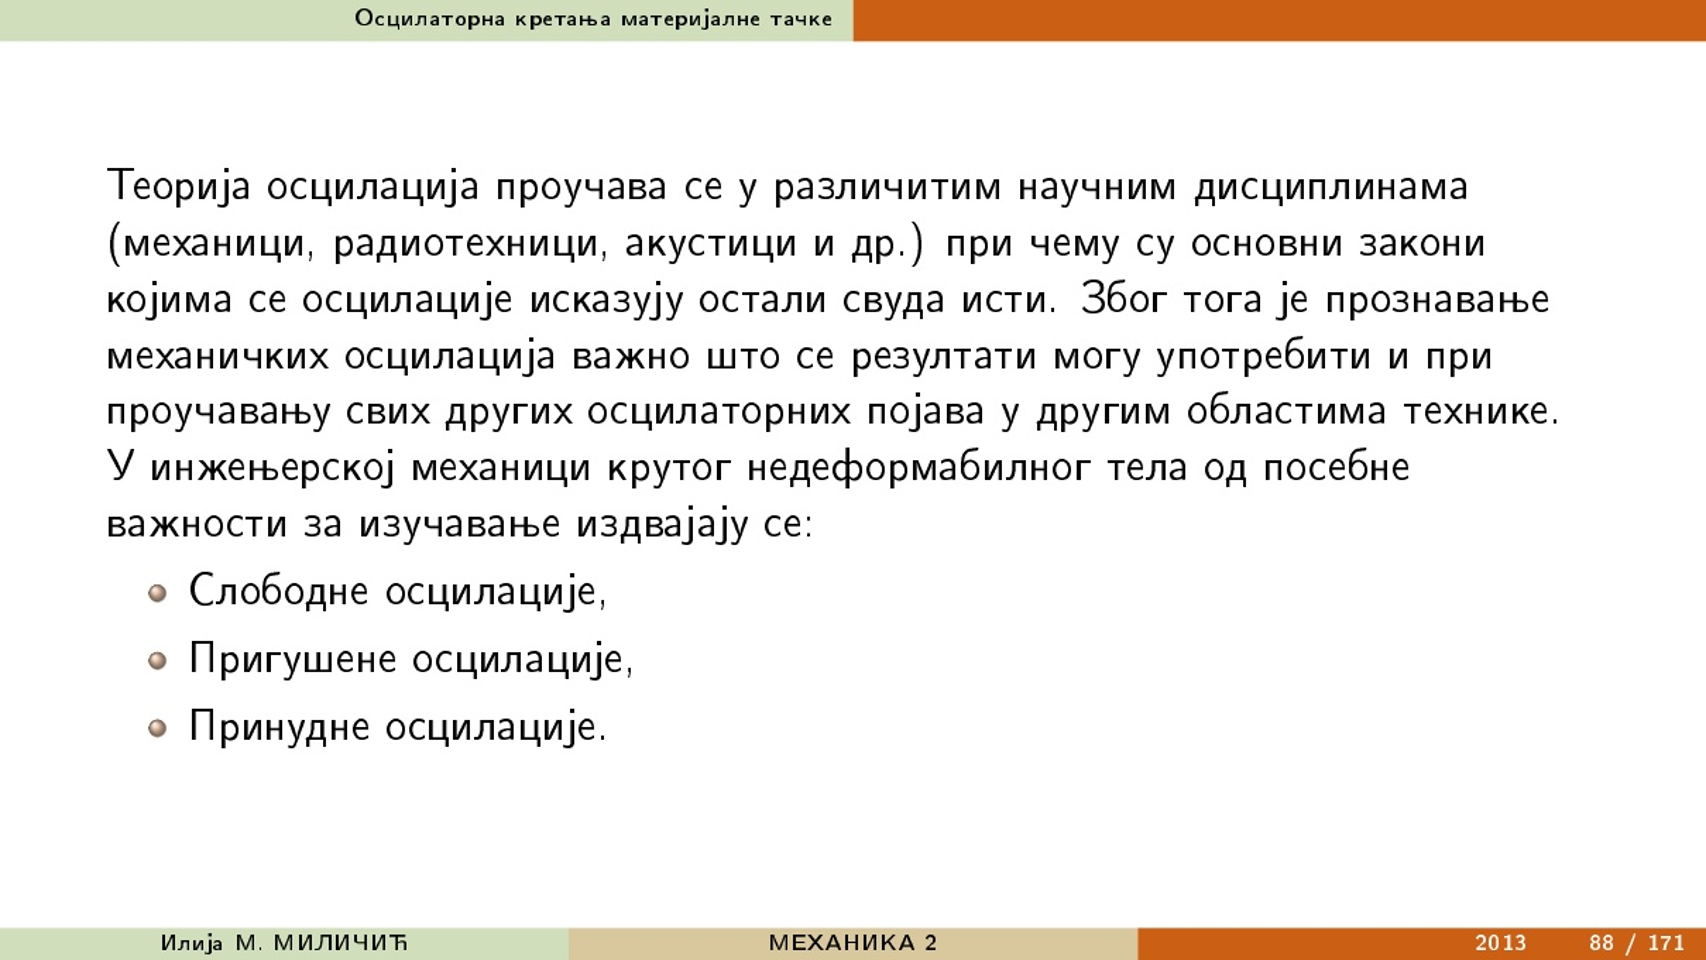 Осцилаторна кретања материјалне тачке
Теорија осцилација проучава се у различитим научним дисциплинама
(механици, радиотехници, акустици и др.) при чему су основни закони
којима се осцилације исказују остали свуда исти. Због тога је прознавање
механичких осцилација важно што се резултати могу употребити и при
проучавању свих других осцилаторних појава у другим областима технике.
У инжењерској механици крутог недеформабилног тела од посебне
важности за изучавање издвајају се:
Слободне осцилације,
Пригушене осцилације,
Принудне осцилације.
Илија М. МИЛИЧИЋ МЕХАНИКА 2 2013 88 / 171